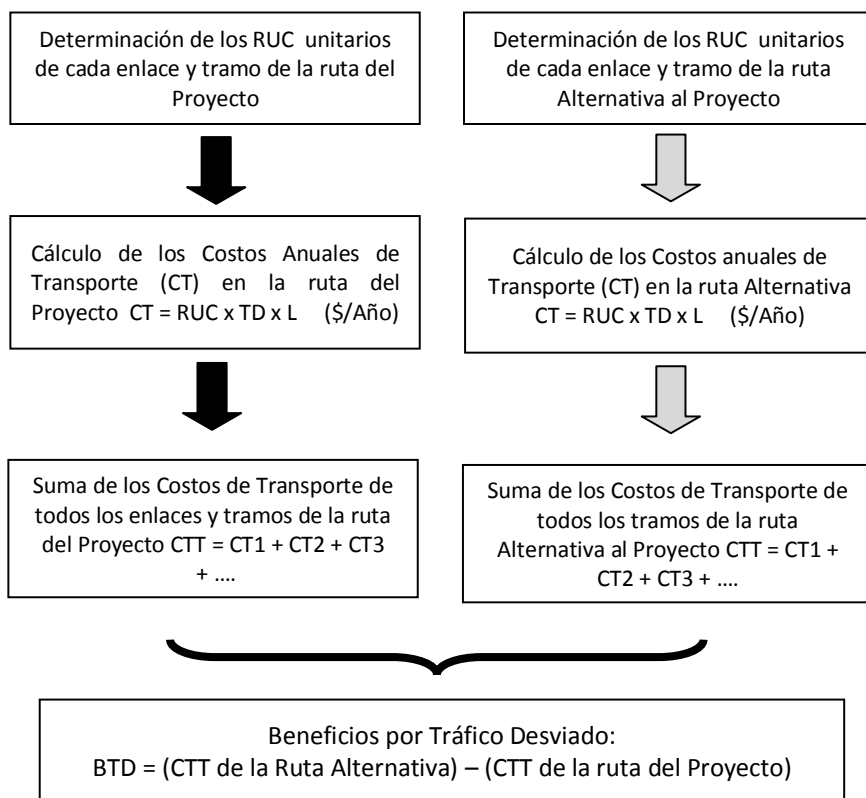 Determinación de los RUC unitarios
de cada enlace y tramo de la ruta del
Proyecto
Determinación de los RUC unitarios
de cada enlace y tramo de la ruta
Alternativa al Proyecto
Cálculo de los Costos Anuales de
Transporte (CT) en la ruta del
Proyecto CT = RUC x TD x L ($/Año)
Cálculo de los Costos anuales de
Transporte (CT) en la ruta Alternativa
CT = RUC x TD x L ($/Año)
Suma de los Costos de Transporte de
todos los enlaces y tramos de la ruta
del Proyecto CTT = CT1 + CT2 + CT3
+ ….
Suma de los Costos de Transporte de
todos los tramos de la ruta
Alternativa al Proyecto CTT = CT1 +
CT2 + CT3 + ….
Beneficios por Tráfico Desviado:
BTD = (CTT de la Ruta Alternativa) – (CTT de la ruta del Proyecto)